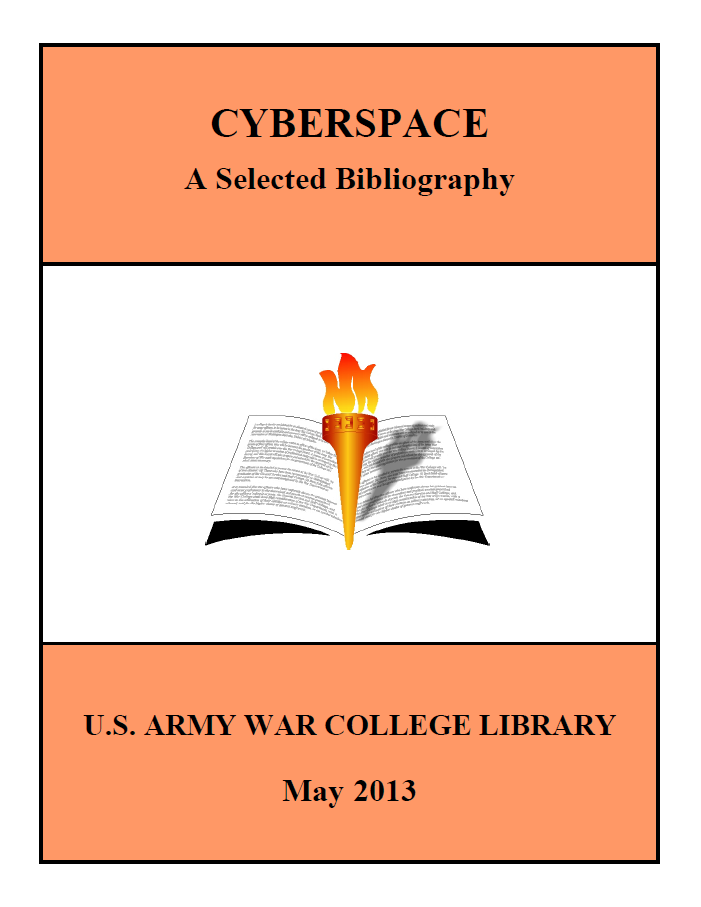 CYBERSPACE
A Selected Bibliography
U.S. ARMY WAR COLLEGE LIBRARY
May 2013